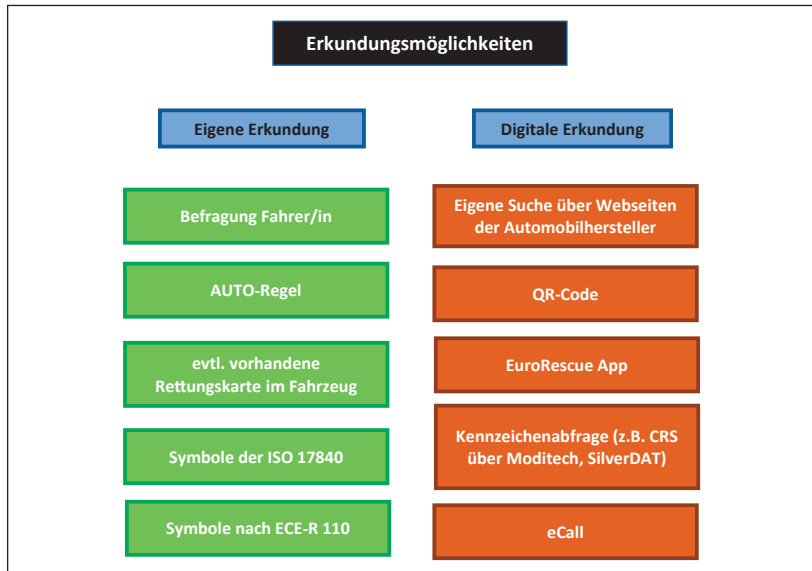 Erkundungsmöglichkeiten
Eigene Erkundung
Digitale Erkundung
Befragung Fahrer/in
AUTO-Regel
evtl. vorhandene
Rettungskarte im Fahrzeug
Symbole der ISO 17840
Symbole nach ECE-R 110
Eigene Suche über Webseiten
der Automobilhersteller
QR-Code
EuroRescue App
Kennzeichenabfrage (z.B. CRS
über Moditech, SilverDAT)
eCall